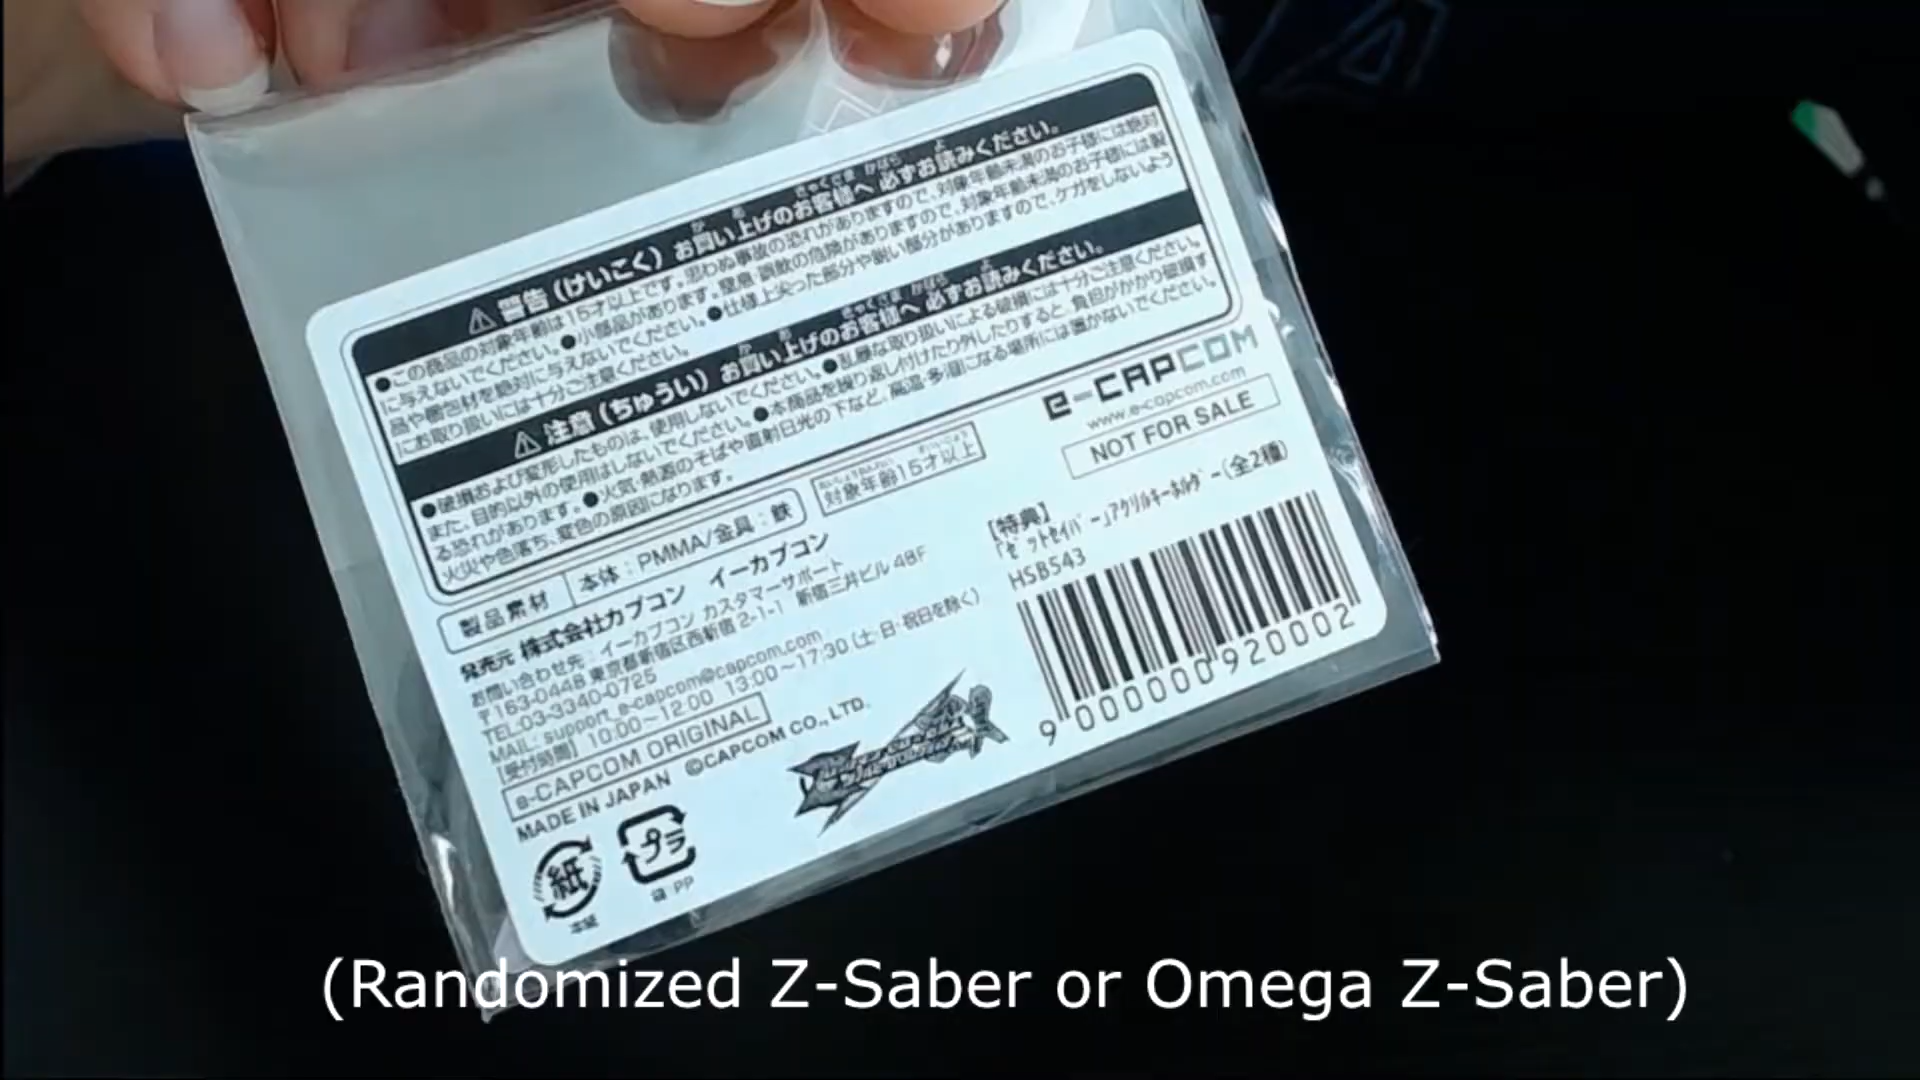 ⚠警告(けいこく) お買い上げのお客様へ 必ずお読みください。
●この商品の対象年齢は15才以上です。思わぬ事故の恐れがありますので、対象年齢未満のお子様には絶対
に与えないでください。●小部品があります。窒息・誤飲の危険がありますので、対象年齢未満のお子様には製
品や梱包材を絶対に与えないでください。●仕様上尖った部分や鋭い部分がありますので、ケガをしないよう
にお取り扱いには十分ご注意ください。
⚠注意(ちゅうい) お買い上げのお客様へ 必ずお読みください。
●破損および変形したものは、使用しないでください。●乱暴な取り扱いによる破損には十分ご注意ください。
また、目的以外の使用はしないでください。●本商品を繰り返し付けたり外したりすると、負担がかかり破損す
る恐れがあります。●火気・熱源のそばや直射日光の下など、高温・多湿になる場所には置かないでください。
火災や色落ち、変色の原因になります。
製品素材 本体:PMMA/金具:鉄
対象年齢15才以上
e-CAPCOM
www.e-capcom.com
NOT FOR SALE
発売元 株式会社カプコン イーカプコン
お問い合わせ先:イーカプコン カスタマーサポート
〒163-0448 東京都新宿区西新宿 2-1-1 新宿三井ビル 48F
TEL:03-3340-0725
MAIL: support_e-capcom@capcom.com
【受付時間】 10:00～12:00 13:00～17:30 (土・日・祝日を除く)
e-CAPCOM ORIGINAL
MADE IN JAPAN ©CAPCOM CO., LTD.
【特典】
「ゼットセイバー」アクリルキーホルダー(全2種)
HSB543
9 000000 920002
紙
本紙
プラ
袋:PP
(Randomized Z-Saber or Omega Z-Saber)